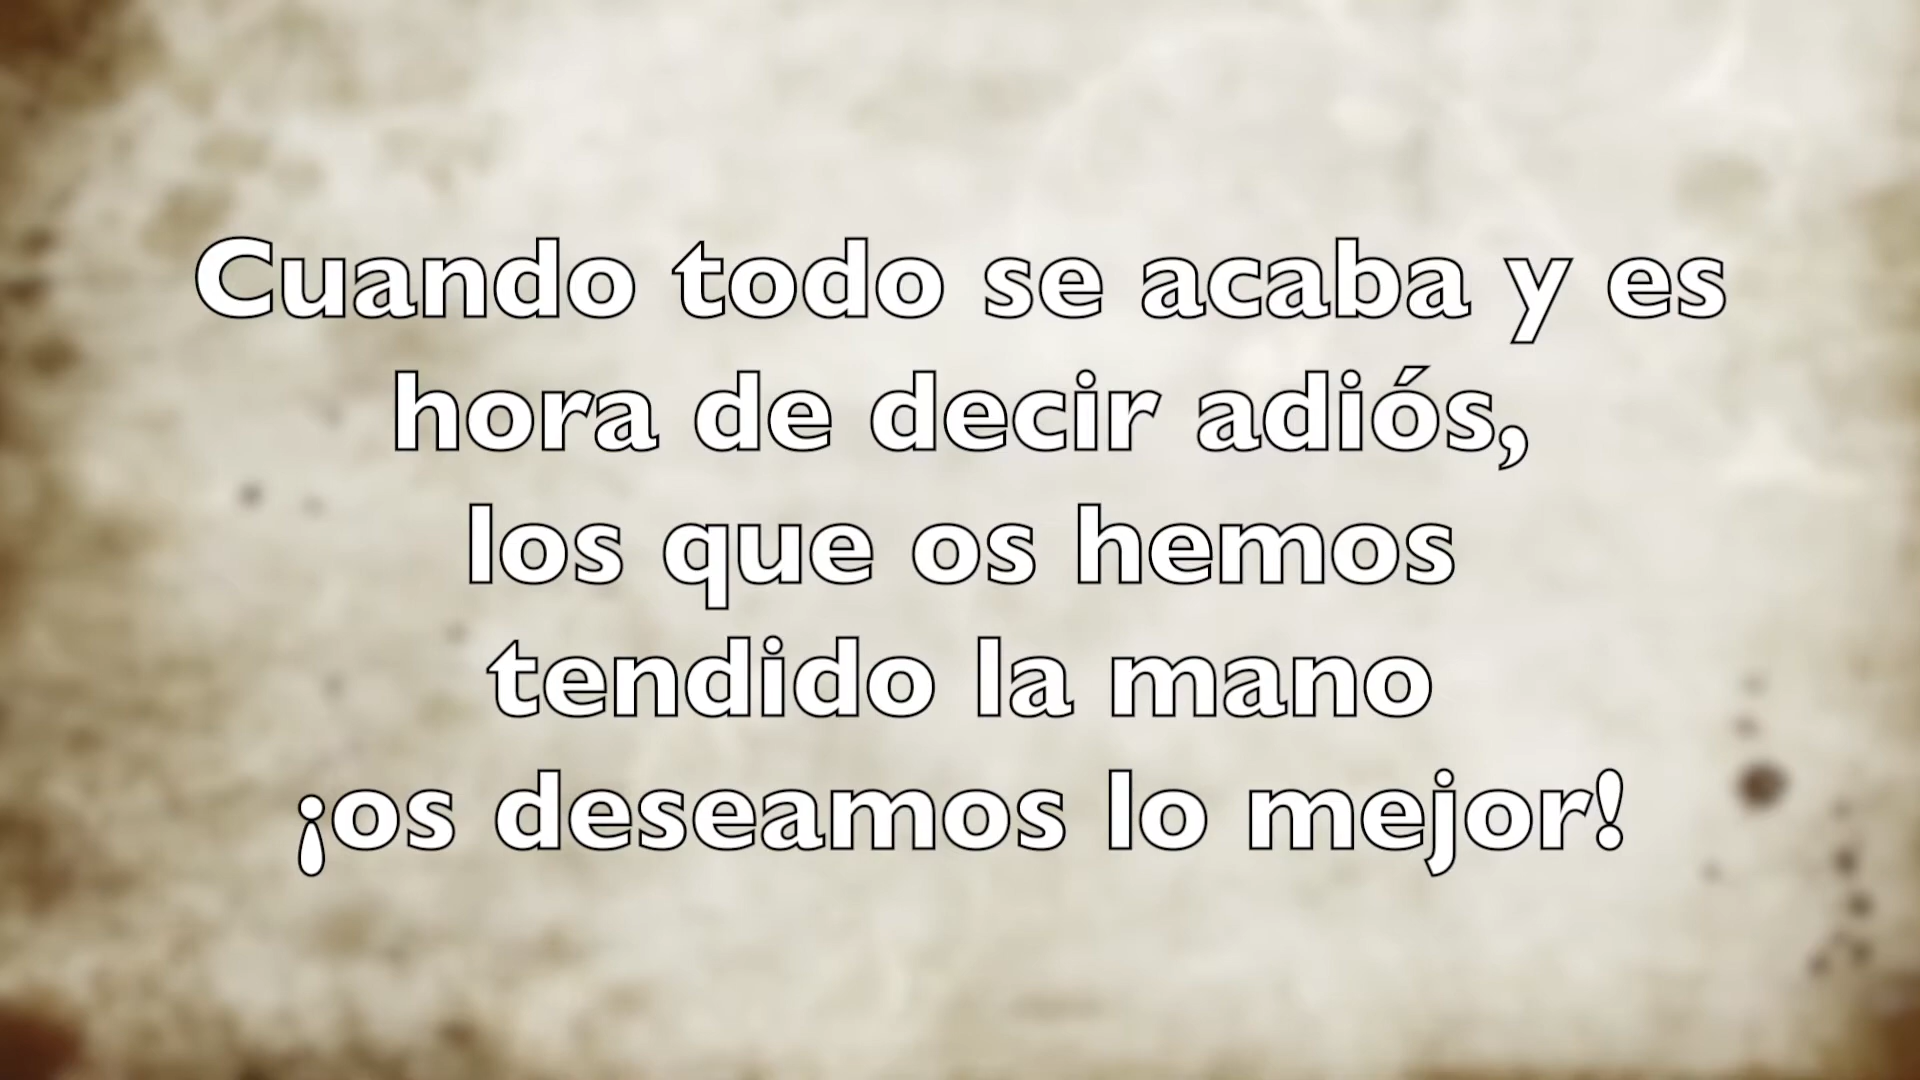 Cuando todo se acaba y es
hora de decir adiós,
los que os hemos
tendido la mano
¡os deseamos lo mejor!